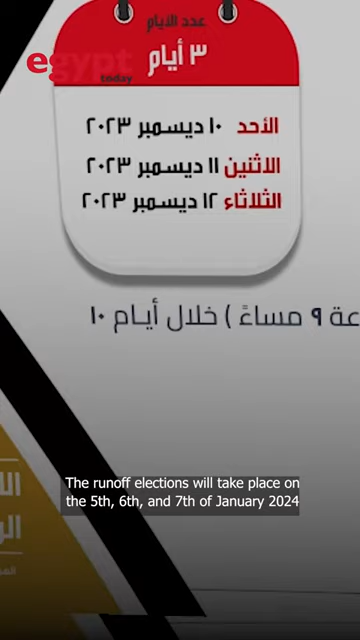 عدد الأيام
٣ أيام
egypt
today
الأحد ١٠ ديسمبر ٢٠٢٣
الاثنين ١١ ديسمبر ٢٠٢٣
الثلاثاء ١٢ ديسمبر ٢٠٢٣
٩ مساءً ) خلال أيام ١٠
The runoff elections will take place on
the 5th, 6th, and 7th of January 2024